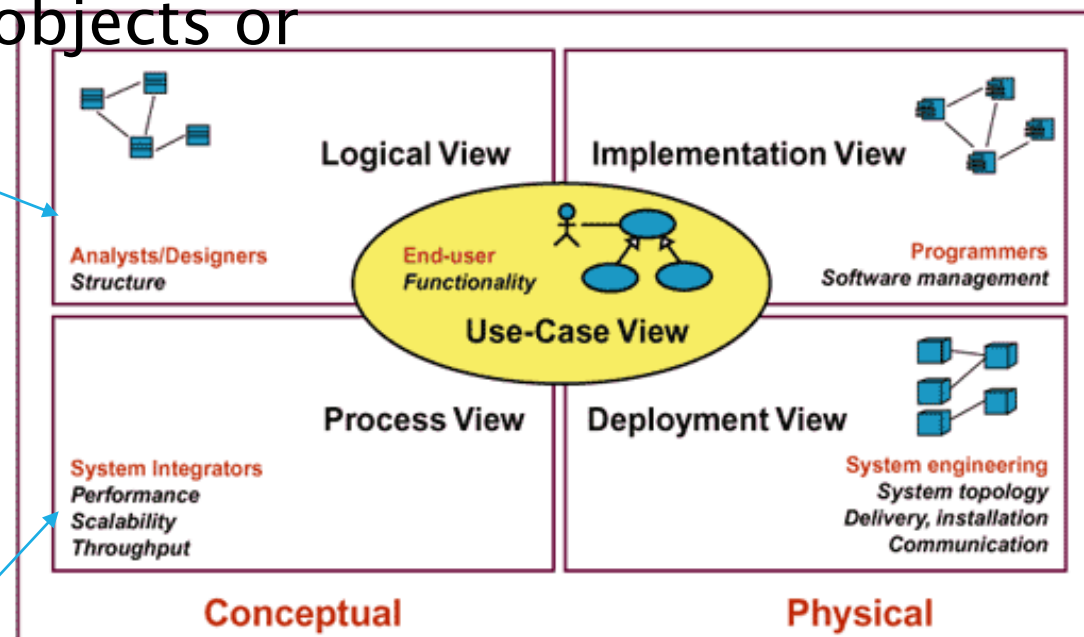 objects or
Logical View
Analysts/Designers
Structure
Implementation View
Programmers
Software management
End-user
Functionality
Use-Case View
Process View
System Integrators
Performance
Scalability
Throughput
Deployment View
System engineering
System topology
Delivery, installation
Communication
Conceptual
Physical